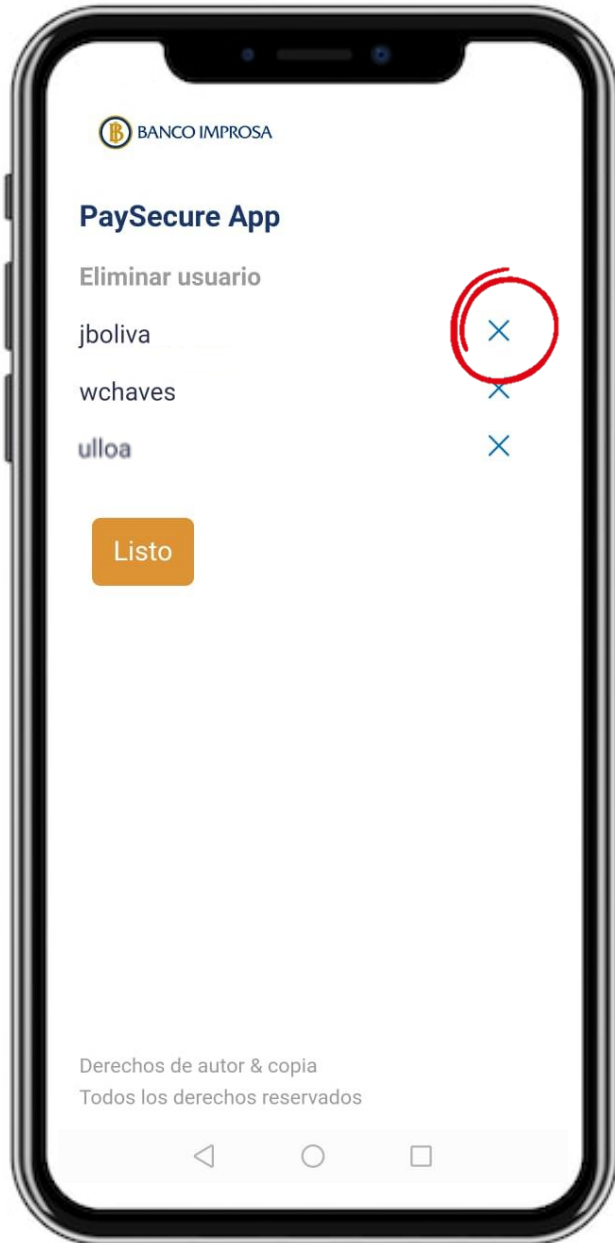 BANCO IMPROSA
PaySecure App
Eliminar usuario
jboliva
wchaves
ulloa
Listo
Derechos de autor & copia
Todos los derechos reservados